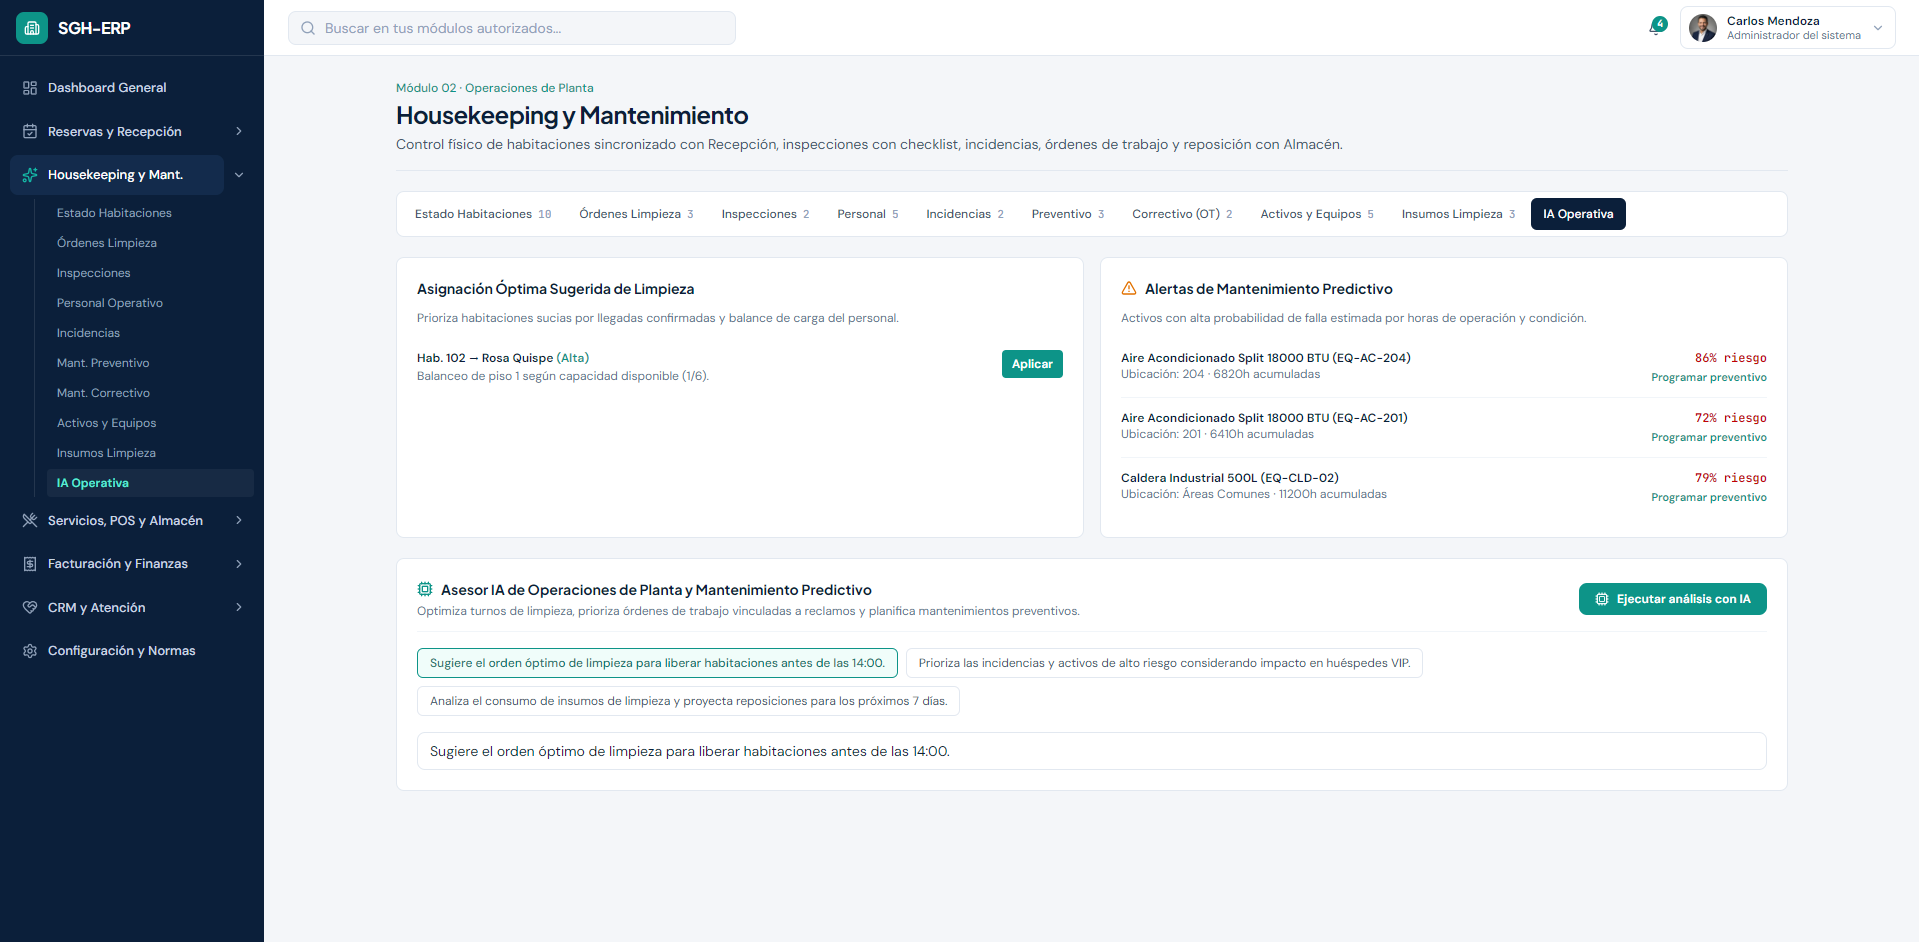 SGH-ERP
Buscar en tus módulos autorizados...
4
Carlos Mendoza
Administrador del sistema
Dashboard General
Reservas y Recepción
Housekeeping y Mant.
Estado Habitaciones
Órdenes Limpieza
Inspecciones
Personal Operativo
Incidencias
Mant. Preventivo
Mant. Correctivo
Activos y Equipos
Insumos Limpieza
IA Operativa
Servicios, POS y Almacén
Facturación y Finanzas
CRM y Atención
Configuración y Normas
Módulo 02 · Operaciones de Planta
Housekeeping y Mantenimiento
Control físico de habitaciones sincronizado con Recepción, inspecciones con checklist, incidencias, órdenes de trabajo y reposición con Almacén.
Estado Habitaciones 10 Órdenes Limpieza 3 Inspecciones 2 Personal 5 Incidencias 2 Preventivo 3 Correctivo (OT) 2 Activos y Equipos 5 Insumos Limpieza 3 IA Operativa
Asignación Óptima Sugerida de Limpieza
Prioriza habitaciones sucias por llegadas confirmadas y balance de carga del personal.
Hab. 102 → Rosa Quispe (Alta)
Balanceo de piso 1 según capacidad disponible (1/6).
Aplicar
Alertas de Mantenimiento Predictivo
Activos con alta probabilidad de falla estimada por horas de operación y condición.
Aire Acondicionado Split 18000 BTU (EQ-AC-204)
86% riesgo
Ubicación: 204 · 6820h acumuladas
Programar preventivo
Aire Acondicionado Split 18000 BTU (EQ-AC-201)
72% riesgo
Ubicación: 201 · 6410h acumuladas
Programar preventivo
Caldera Industrial 500L (EQ-CLD-02)
79% riesgo
Ubicación: Áreas Comunes · 11200h acumuladas
Programar preventivo
Asesor IA de Operaciones de Planta y Mantenimiento Predictivo
Optimiza turnos de limpieza, prioriza órdenes de trabajo vinculadas a reclamos y planifica mantenimientos preventivos.
Ejecutar análisis con IA
Sugiere el orden óptimo de limpieza para liberar habitaciones antes de las 14:00.
Prioriza las incidencias y activos de alto riesgo considerando impacto en huéspedes VIP.
Analiza el consumo de insumos de limpieza y proyecta reposiciones para los próximos 7 días.
Sugiere el orden óptimo de limpieza para liberar habitaciones antes de las 14:00.